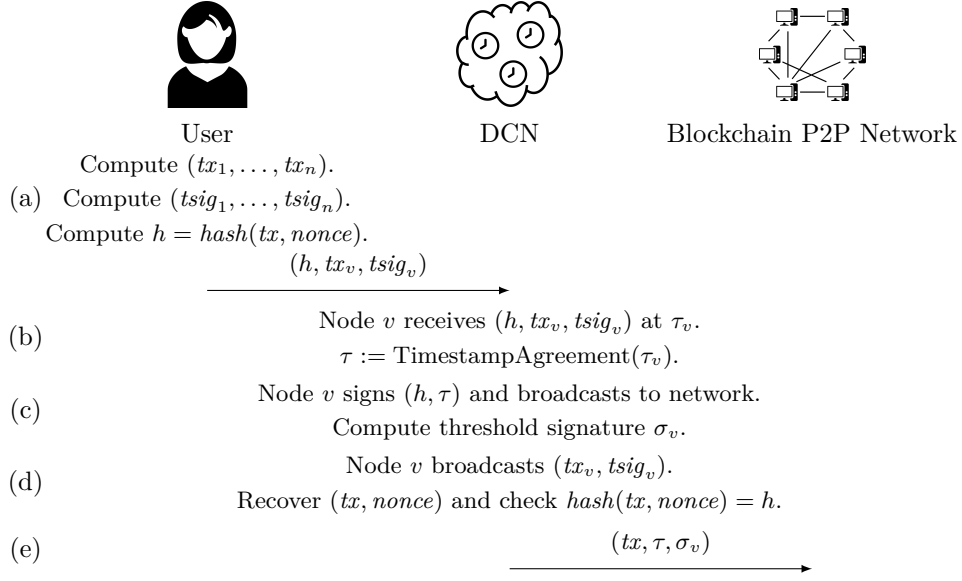 User DCN Blockchain P2P Network
Compute (tx₁, . . . , txₙ).
(a) Compute (tsig₁, . . . , tsigₙ).
Compute h = hash(tx, nonce).
(h, txᵥ, tsigᵥ)
(b) Node v receives (h, txᵥ, tsigᵥ) at τᵥ.
τ := TimestampAgreement(τᵥ).
(c) Node v signs (h, τ) and broadcasts to network.
Compute threshold signature σᵥ.
(d) Node v broadcasts (txᵥ, tsigᵥ).
Recover (tx, nonce) and check hash(tx, nonce) = h.
(e) (tx, τ, σᵥ)